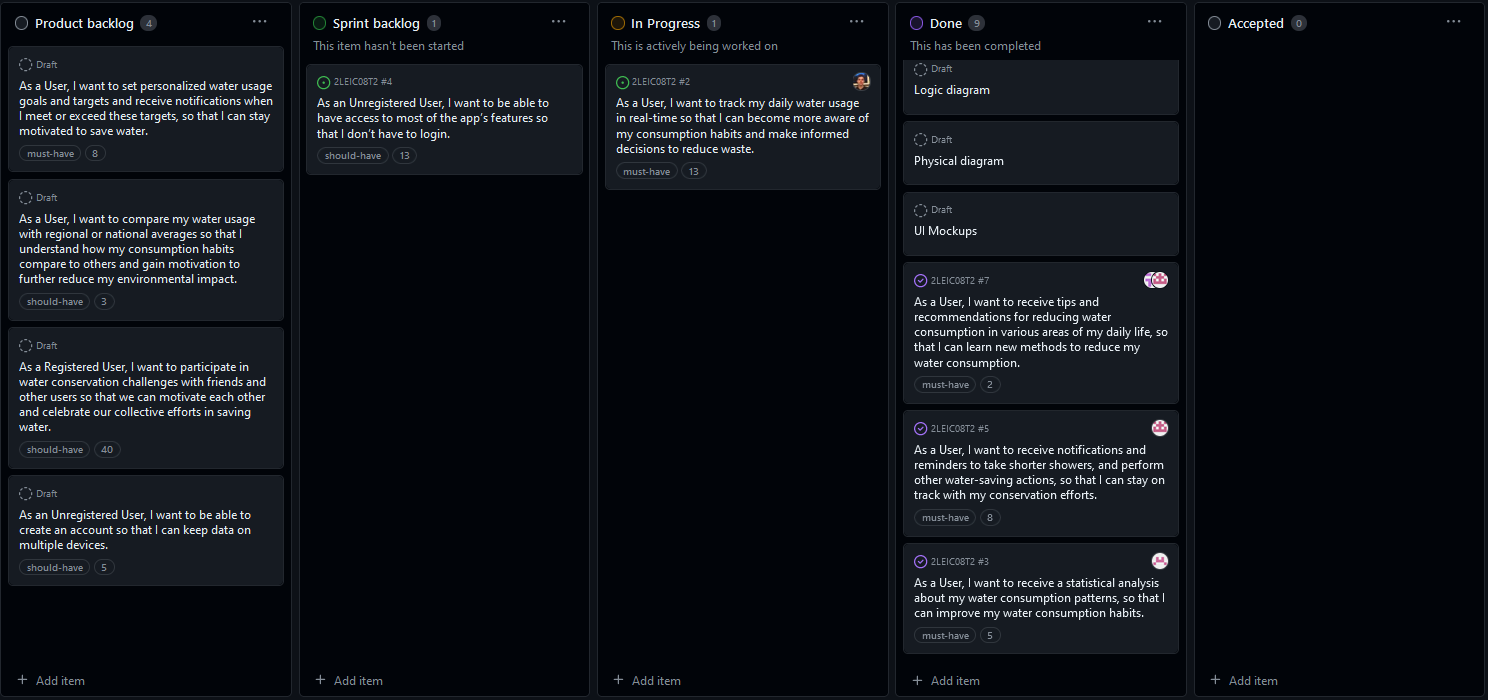 Product backlog 4
Draft
As a User, I want to set personalized water usage
goals and targets and receive notifications when
I meet or exceed these targets, so that I can stay
motivated to save water.
must-have 8
Draft
As a User, I want to compare my water usage
with regional or national averages so that I
understand how my consumption habits
compare to others and gain motivation to
further reduce my environmental impact.
should-have 3
Draft
As a Registered User, I want to participate in
water conservation challenges with friends and
other users so that we can motivate each other
and celebrate our collective efforts in saving
water.
should-have 40
Draft
As an Unregistered User, I want to be able to
create an account so that I can keep data on
multiple devices.
should-have 5
+ Add item
Sprint backlog 1
This item hasn't been started
2LEIC08T2 #4
As an Unregistered User, I want to be able to
have access to most of the app's features so
that I don't have to login.
should-have 13
+ Add item
In Progress 1
This is actively being worked on
2LEIC08T2 #2
As a User, I want to track my daily water usage
in real-time so that I can become more aware of
my consumption habits and make informed
decisions to reduce waste.
must-have 13
+ Add item
Done 9
This has been completed
Draft
Logic diagram
Draft
Physical diagram
Draft
UI Mockups
2LEIC08T2 #7
As a User, I want to receive tips and
recommendations for reducing water
consumption in various areas of my daily life, so
that I can learn new methods to reduce my
water consumption.
must-have 2
2LEIC08T2 #5
As a User, I want to receive notifications and
reminders to take shorter showers, and perform
other water-saving actions, so that I can stay on
track with my conservation efforts.
must-have 8
2LEIC08T2 #3
As a User, I want to receive a statistical analysis
about my water consumption patterns, so that I
can improve my water consumption habits.
must-have 5
+ Add item
Accepted 0
+ Add item